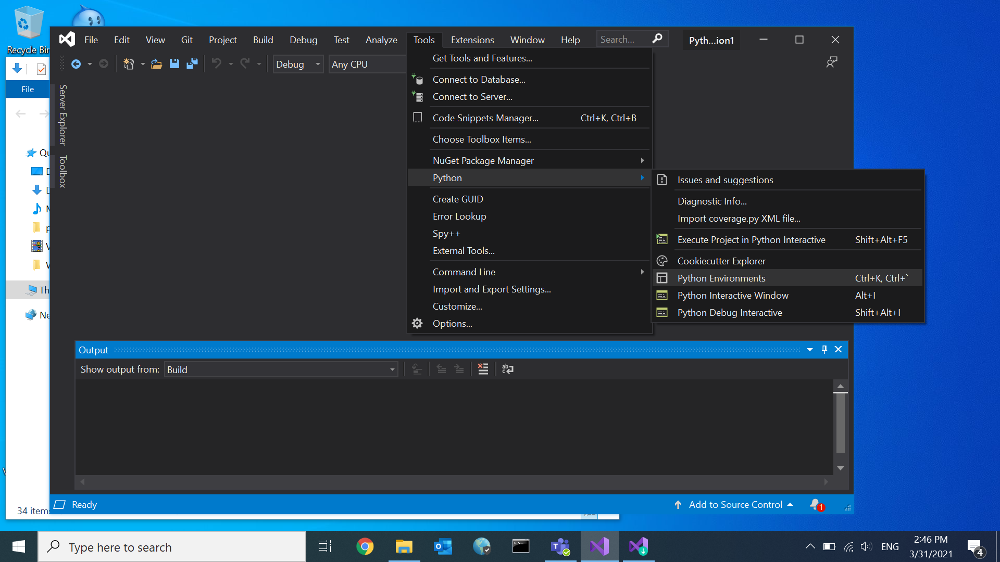 Recycle Bin
File
Qu
D
D
M
p
V
W
Th
Ne
34 items
File Edit View Git Project Build Debug Test Analyze Tools Extensions Window Help Search... Pyth...ion1
Debug Any CPU
Server Explorer
Toolbox
Get Tools and Features...
Connect to Database...
Connect to Server...
Code Snippets Manager... Ctrl+K, Ctrl+B
Choose Toolbox Items...
NuGet Package Manager
Python
Create GUID
Error Lookup
Spy++
External Tools...
Command Line
Import and Export Settings...
Customize...
Options...
Issues and suggestions
Diagnostic Info...
Import coverage.py XML file...
Execute Project in Python Interactive Shift+Alt+F5
Cookiecutter Explorer
Python Environments Ctrl+K, Ctrl+`
Python Interactive Window Alt+I
Python Debug Interactive Shift+Alt+I
Output
Show output from: Build
Ready
Add to Source Control
1
Type here to search
ENG
2:46 PM
3/31/2021
4